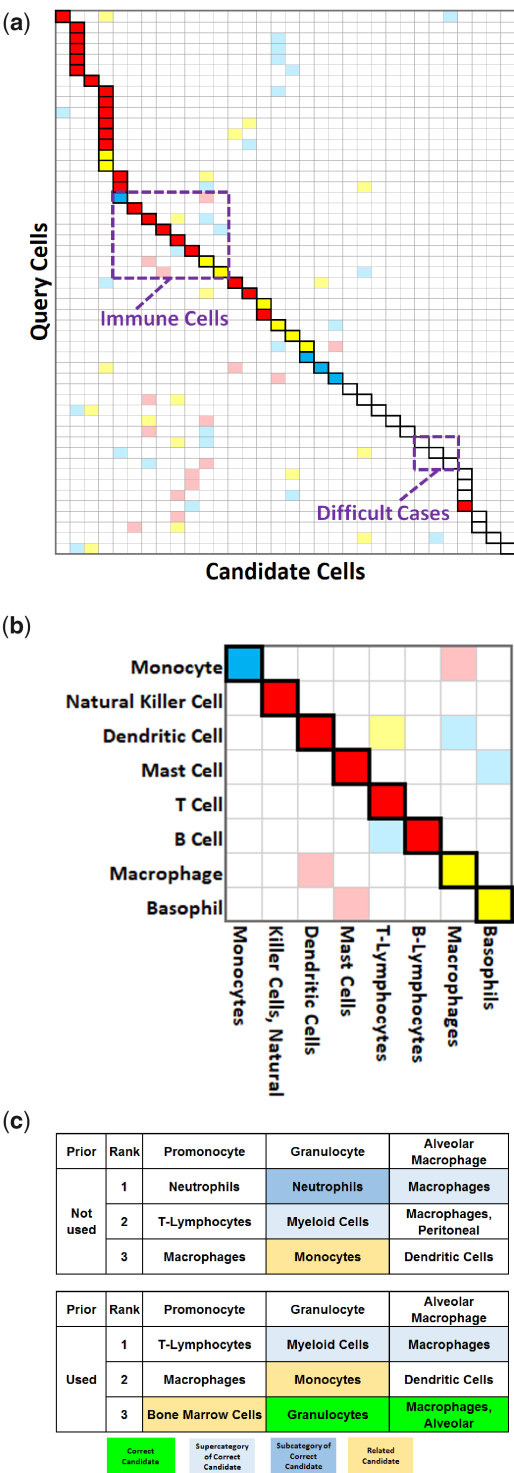 (a)
Query Cells
Immune Cells
Difficult Cases
Candidate Cells
(b)
Monocyte
Natural Killer Cell
Dendritic Cell
Mast Cell
T Cell
B Cell
Macrophage
Basophil
Monocytes
Killer Cells, Natural
Dendritic Cells
Mast Cells
T-Lymphocytes
B-Lymphocytes
Macrophages
Basophils
(c)
Prior Rank Promonocyte Granulocyte Alveolar Macrophage
Not used
1 Neutrophils Neutrophils Macrophages
2 T-Lymphocytes Myeloid Cells Macrophages, Peritoneal
3 Macrophages Monocytes Dendritic Cells
Prior Rank Promonocyte Granulocyte Alveolar Macrophage
Used
1 T-Lymphocytes Myeloid Cells Macrophages
2 Macrophages Monocytes Dendritic Cells
3 Bone Marrow Cells Granulocytes Macrophages, Alveolar
Correct Candidate
Supercategory of Correct Candidate
Subcategory of Correct Candidate
Related Candidate